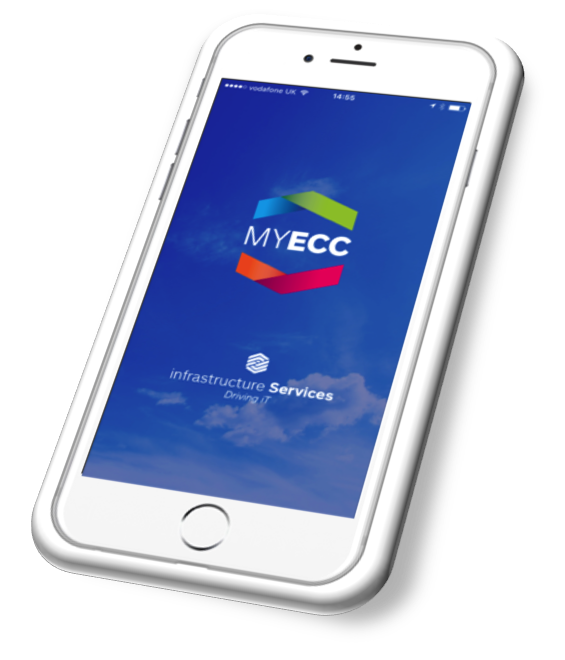 vodafone UK 14:55
MYECC
infrastructure Services
Driving iT